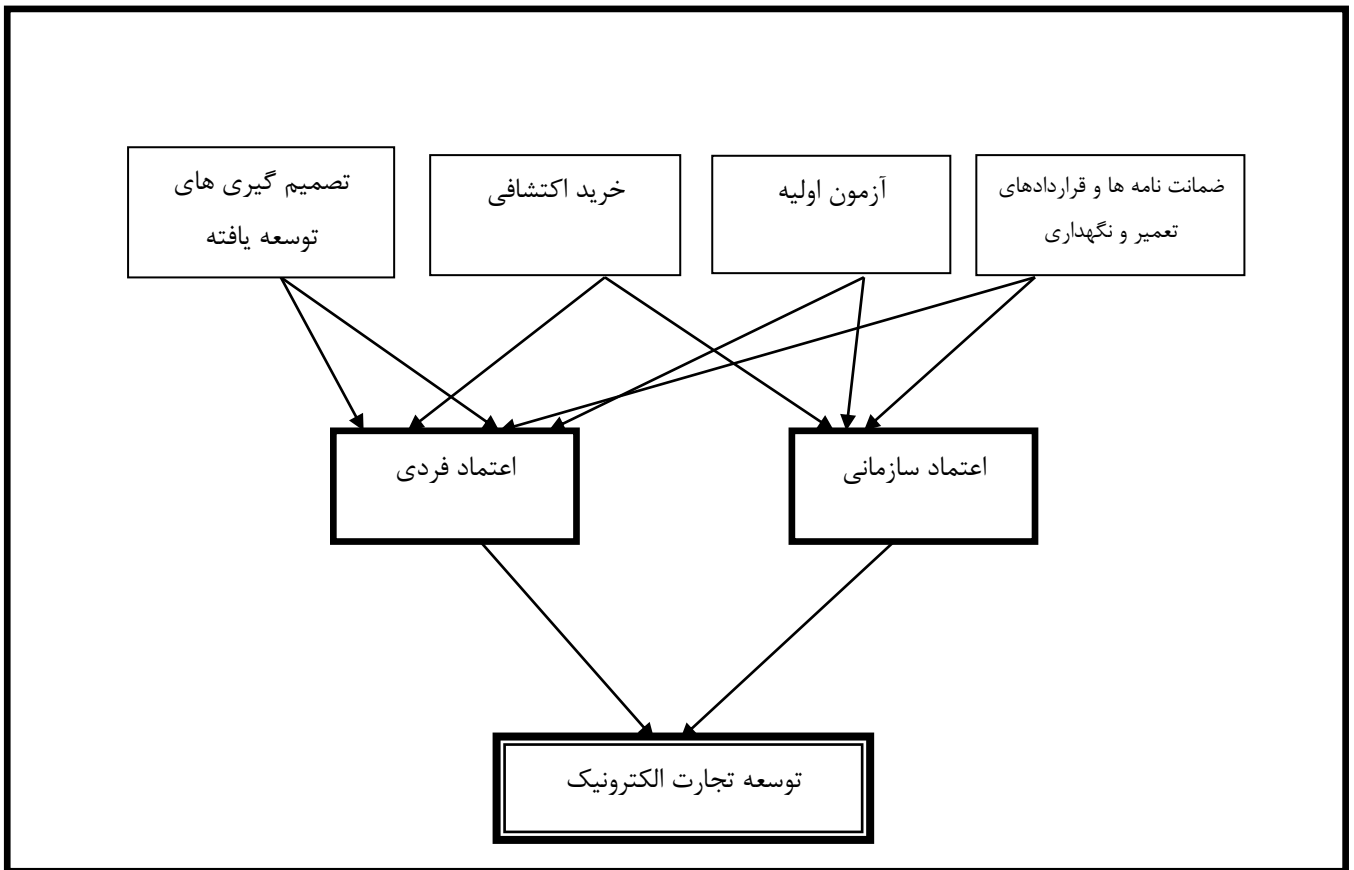 ضمانت نامه ها و قراردادهای
تعمیر و نگهداری
آزمون اولیه
خرید اکتشافی
تصمیم گیری های
توسعه یافته
اعتماد سازمانی
اعتماد فردی
توسعه تجارت الکترونیک